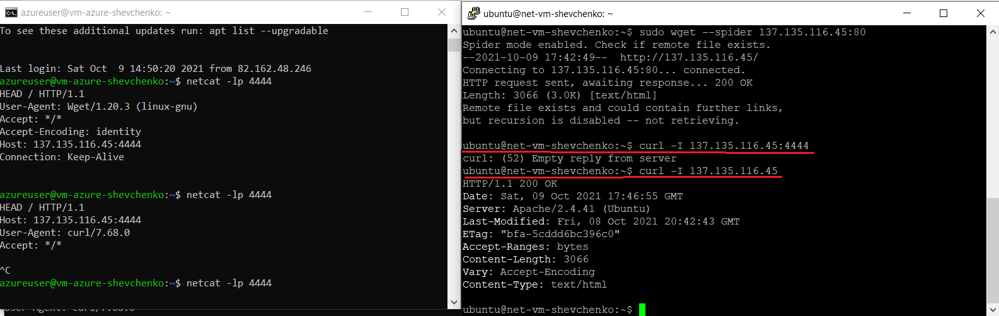 azureuser@vm-azure-shevchenko: ~
To see these additional updates run: apt list --upgradable
Last login: Sat Oct  9 14:50:20 2021 from 82.162.48.246
azureuser@vm-azure-shevchenko:~$ netcat -lp 4444
HEAD / HTTP/1.1
User-Agent: Wget/1.20.3 (linux-gnu)
Accept: */*
Accept-Encoding: identity
Host: 137.135.116.45:4444
Connection: Keep-Alive
azureuser@vm-azure-shevchenko:~$ netcat -lp 4444
HEAD / HTTP/1.1
Host: 137.135.116.45:4444
User-Agent: curl/7.68.0
Accept: */*
^C
azureuser@vm-azure-shevchenko:~$ netcat -lp 4444
User-Agent: curl/7.68.0
ubuntu@net-vm-shevchenko: ~
ubuntu@net-vm-shevchenko:~$ sudo wget --spider 137.135.116.45:80
Spider mode enabled. Check if remote file exists.
--2021-10-09 17:42:49--  http://137.135.116.45/
Connecting to 137.135.116.45:80... connected.
HTTP request sent, awaiting response... 200 OK
Length: 3066 (3.0K) [text/html]
Remote file exists and could contain further links,
but recursion is disabled -- not retrieving.
ubuntu@net-vm-shevchenko:~$ curl -I 137.135.116.45:4444
curl: (52) Empty reply from server
ubuntu@net-vm-shevchenko:~$ curl -I 137.135.116.45
HTTP/1.1 200 OK
Date: Sat, 09 Oct 2021 17:46:55 GMT
Server: Apache/2.4.41 (Ubuntu)
Last-Modified: Fri, 08 Oct 2021 20:42:43 GMT
ETag: "bfa-5cddd6bc396c0"
Accept-Ranges: bytes
Content-Length: 3066
Vary: Accept-Encoding
Content-Type: text/html
ubuntu@net-vm-shevchenko:~$